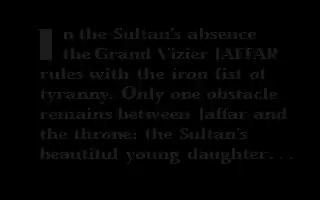 In the Sultan's absence
the Grand Vizier JAFFAR
rules with the iron fist of
tyranny. Only one obstacle
remains between Jaffar and
the throne: the Sultan's
beautiful young daughter...